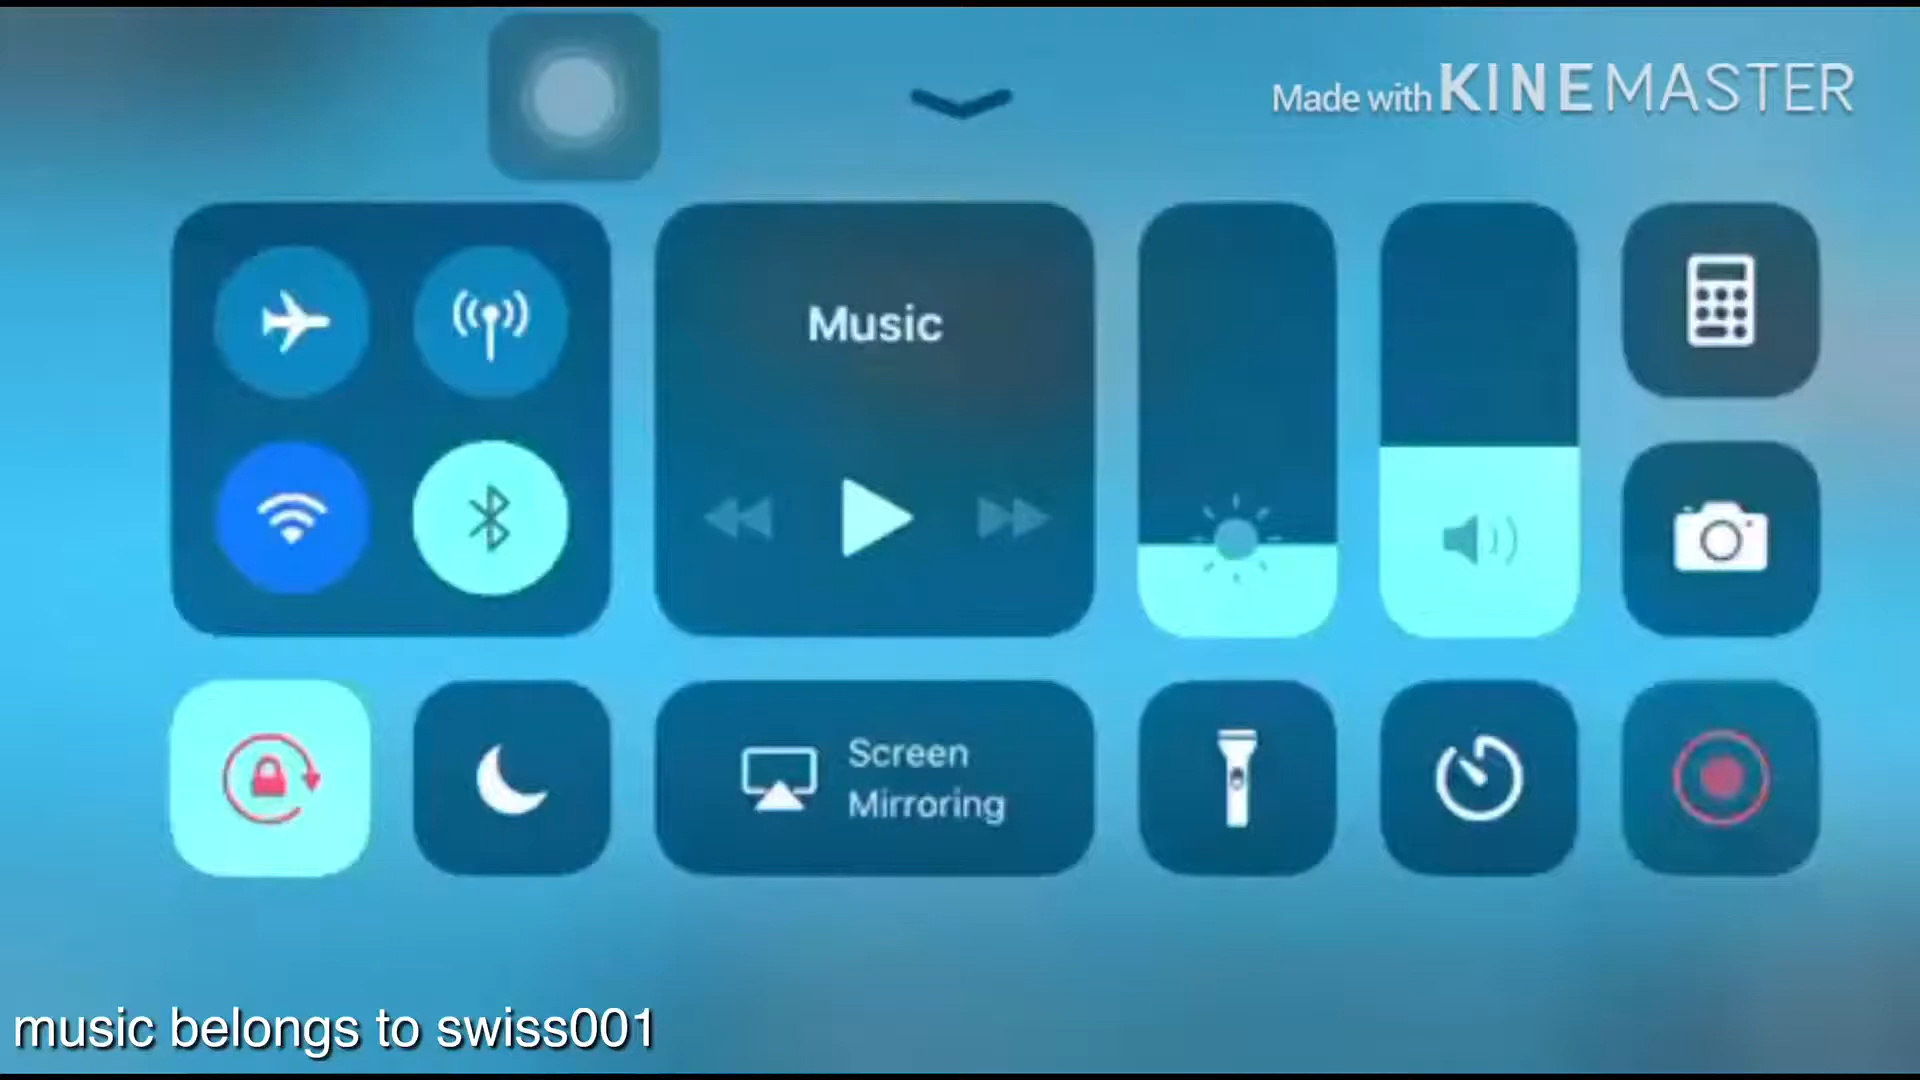 Made with KINEMASTER
Music
Screen
Mirroring
music belongs to swiss001